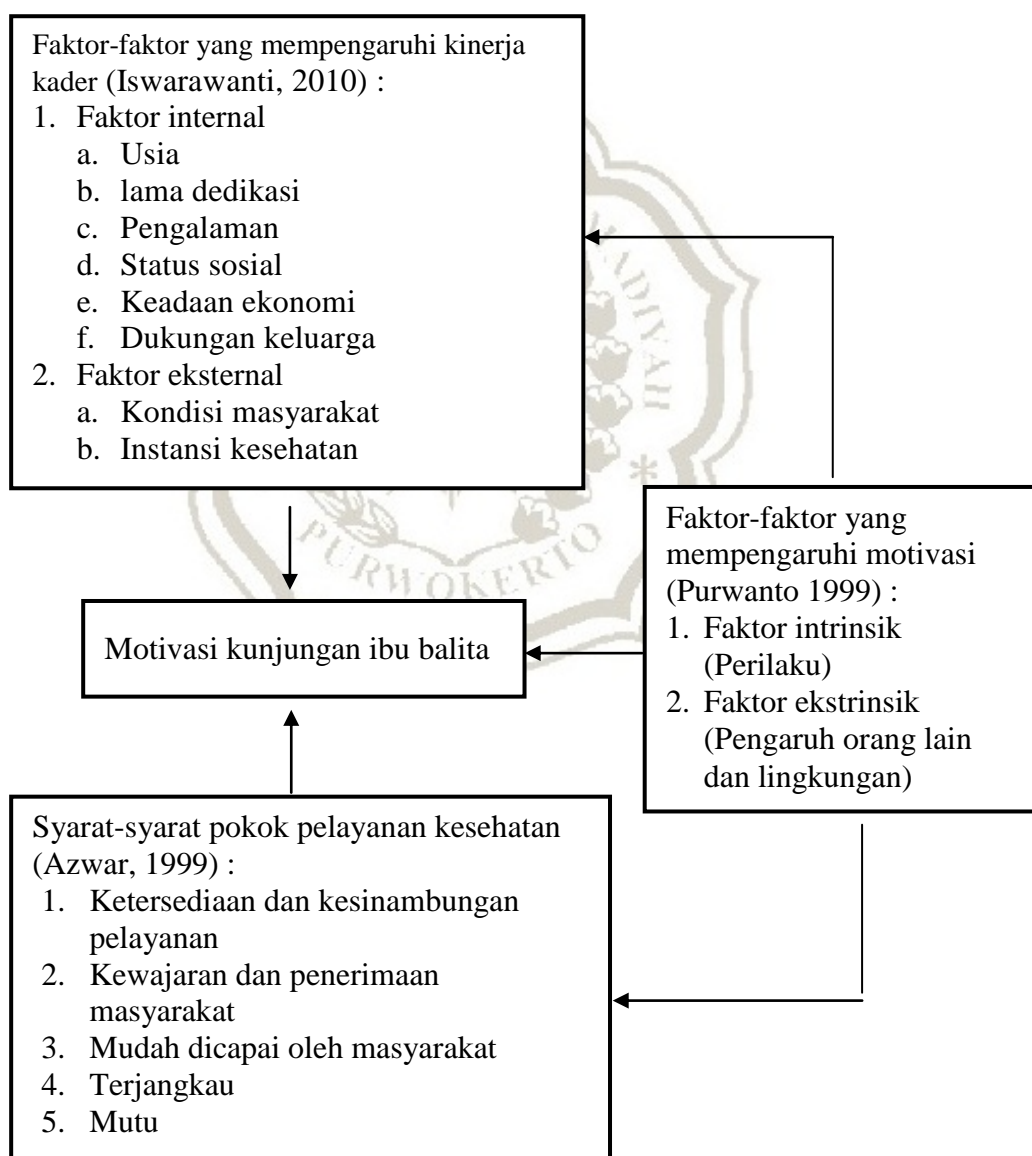 Faktor-faktor yang mempengaruhi kinerja
kader (Iswarawanti, 2010) :
1. Faktor internal
a. Usia
b. lama dedikasi
c. Pengalaman
d. Status sosial
e. Keadaan ekonomi
f. Dukungan keluarga
2. Faktor eksternal
a. Kondisi masyarakat
b. Instansi kesehatan
Faktor-faktor yang
mempengaruhi motivasi
(Purwanto 1999) :
1. Faktor intrinsik
(Perilaku)
2. Faktor ekstrinsik
(Pengaruh orang lain
dan lingkungan)
Motivasi kunjungan ibu balita
Syarat-syarat pokok pelayanan kesehatan
(Azwar, 1999) :
1. Ketersediaan dan kesinambungan
pelayanan
2. Kewajaran dan penerimaan
masyarakat
3. Mudah dicapai oleh masyarakat
4. Terjangkau
5. Mutu
PURWOKERTO